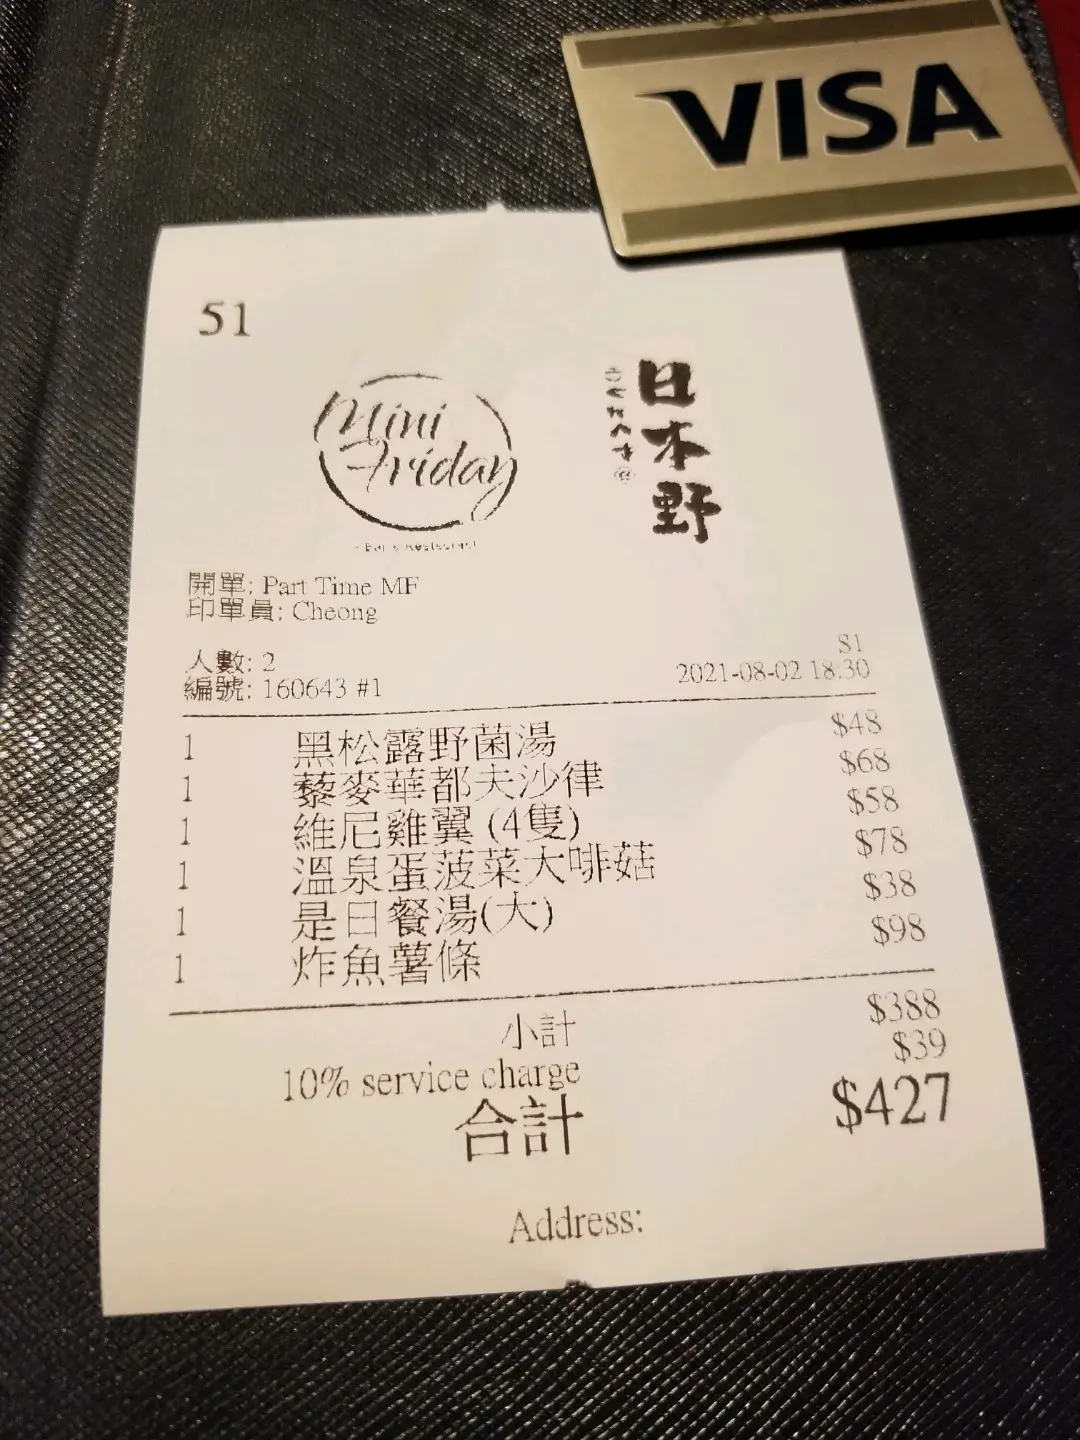 VISA
51
Mini
Friday
Bar & Restaurant
日本野
開單: Part Time MF
印單員: Cheong
人數: 2
S1
編號: 160643 #1
2021-08-02 18:30
1 黑松露野菌湯 $48
1 藜麥華都夫沙律 $68
1 維尼雞翼 (4隻) $58
1 溫泉蛋菠菜大啡菇 $78
1 是日餐湯(大) $38
1 炸魚薯條 $98
小計 $388
10% service charge $39
合計 $427
Address: